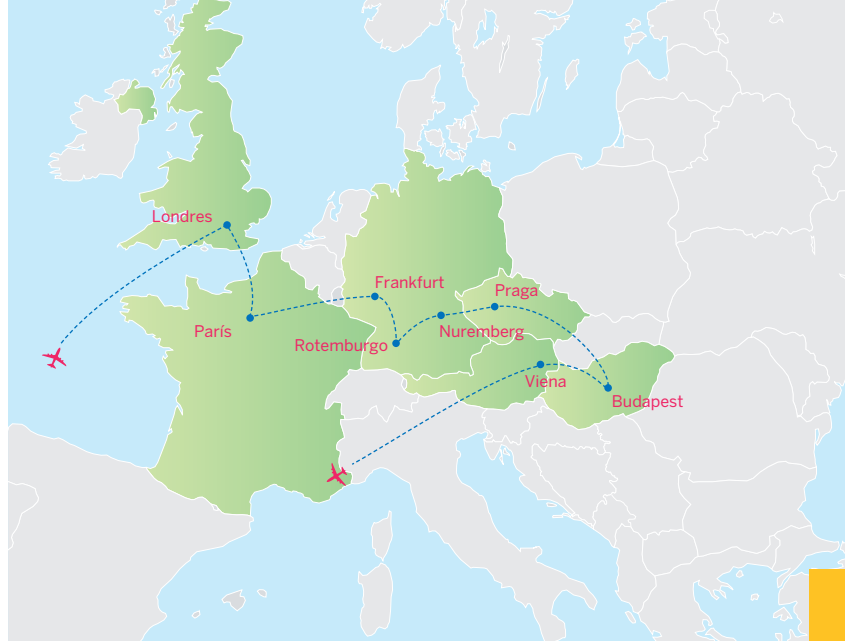 Londres
Frankfurt
Praga
París
Rotemburgo
Nuremberg
Viena
Budapest